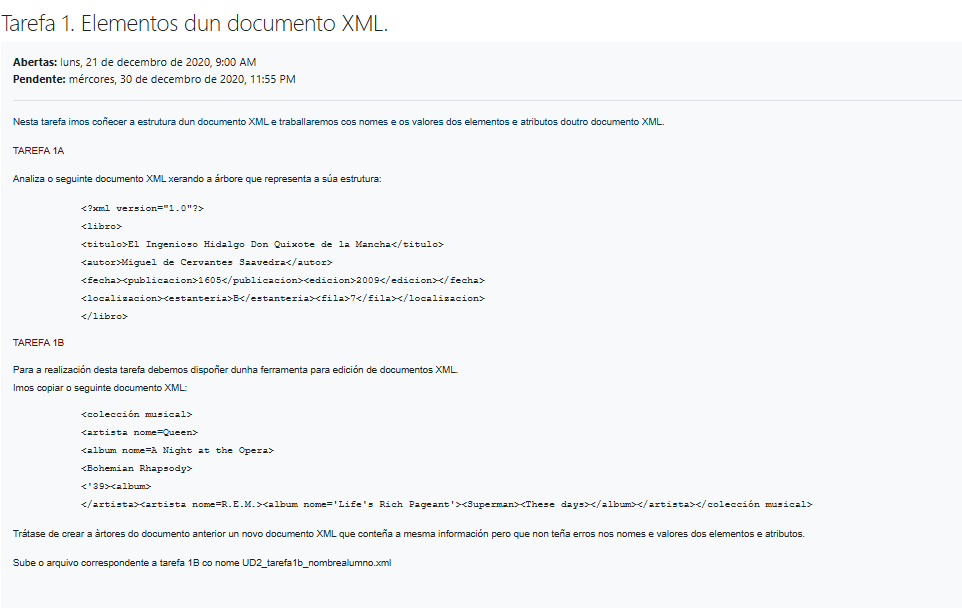 Tarefa 1. Elementos dun documento XML.
Abertas: luns, 21 de decembro de 2020, 9:00 AM
Pendente: mércores, 30 de decembro de 2020, 11:55 PM
Nesta tarefa imos coñecer a estrutura dun documento XML e traballaremos cos nomes e os valores dos elementos e atributos doutro documento XML.
TAREFA 1A
Analiza o seguinte documento XML xerando a árbore que representa a súa estrutura:
<?xml version="1.0"?>
<libro>
<titulo>El Ingenioso Hidalgo Don Quixote de la Mancha</titulo>
<autor>Miguel de Cervantes Saavedra</autor>
<fecha><publicacion>1605</publicacion><edicion>2009</edicion></fecha>
<localizacion><estanteria>B</estanteria><fila>7</fila></localizacion>
</libro>
TAREFA 1B
Para a realización desta tarefa debemos dispoñer dunha ferramenta para edición de documentos XML.
Imos copiar o seguinte documento XML:
<colección musical>
<artista nome=Queen>
<album nome=A Night at the Opera>
<Bohemian Rhapsody>
<'39><album>
</artista><artista nome=R.E.M.><album nome='Life's Rich Pageant'><Superman><These days></album></artista></colección musical>
Trátase de crear a àrtores do documento anterior un novo documento XML que conteña a mesma información pero que non teña erros nos nomes e valores dos elementos e atributos.
Sube o arquivo correspondente a tarefa 1B co nome UD2_tarefa1b_nombrealumno.xml